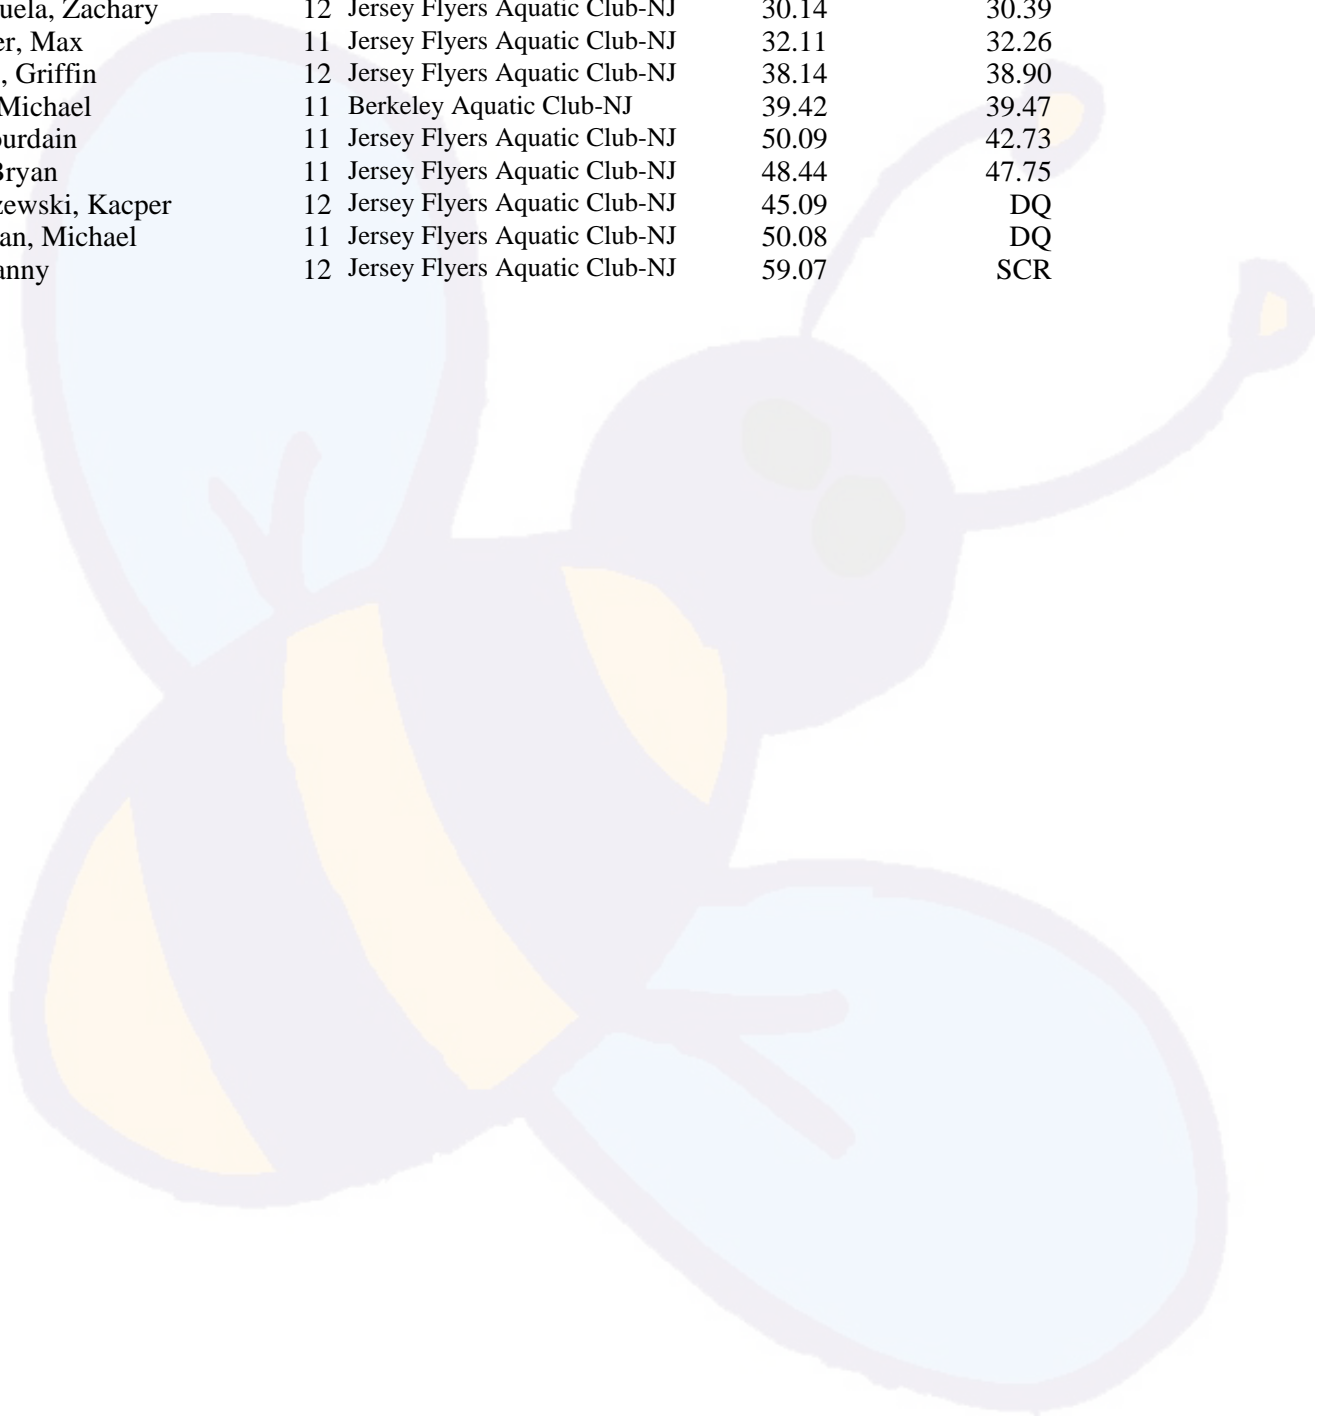 uela, Zachary 12 Jersey Flyers Aquatic Club-NJ 30.14 30.39
er, Max 11 Jersey Flyers Aquatic Club-NJ 32.11 32.26
, Griffin 12 Jersey Flyers Aquatic Club-NJ 38.14 38.90
Michael 11 Berkeley Aquatic Club-NJ 39.42 39.47
ourdain 11 Jersey Flyers Aquatic Club-NJ 50.09 42.73
Bryan 11 Jersey Flyers Aquatic Club-NJ 48.44 47.75
zewski, Kacper 12 Jersey Flyers Aquatic Club-NJ 45.09 DQ
an, Michael 11 Jersey Flyers Aquatic Club-NJ 50.08 DQ
anny 12 Jersey Flyers Aquatic Club-NJ 59.07 SCR